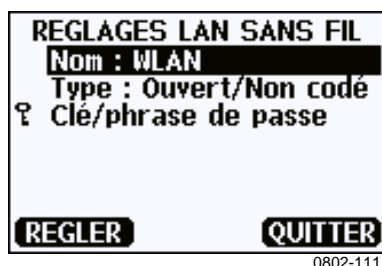 REGLAGES LAN SANS FIL
Nom : WLAN
Type : Ouvert/Non codé
Clé/phrase de passe
REGLER QUITTER
0802-111